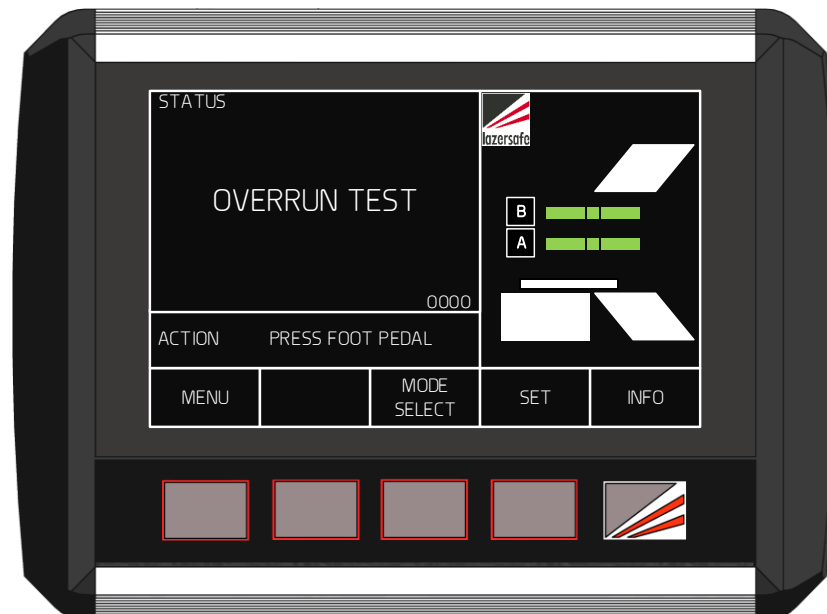 STATUS
lazersafe
OVERRUN TEST
B
A
0000
ACTION PRESS FOOT PEDAL
MENU
MODE
SELECT
SET
INFO